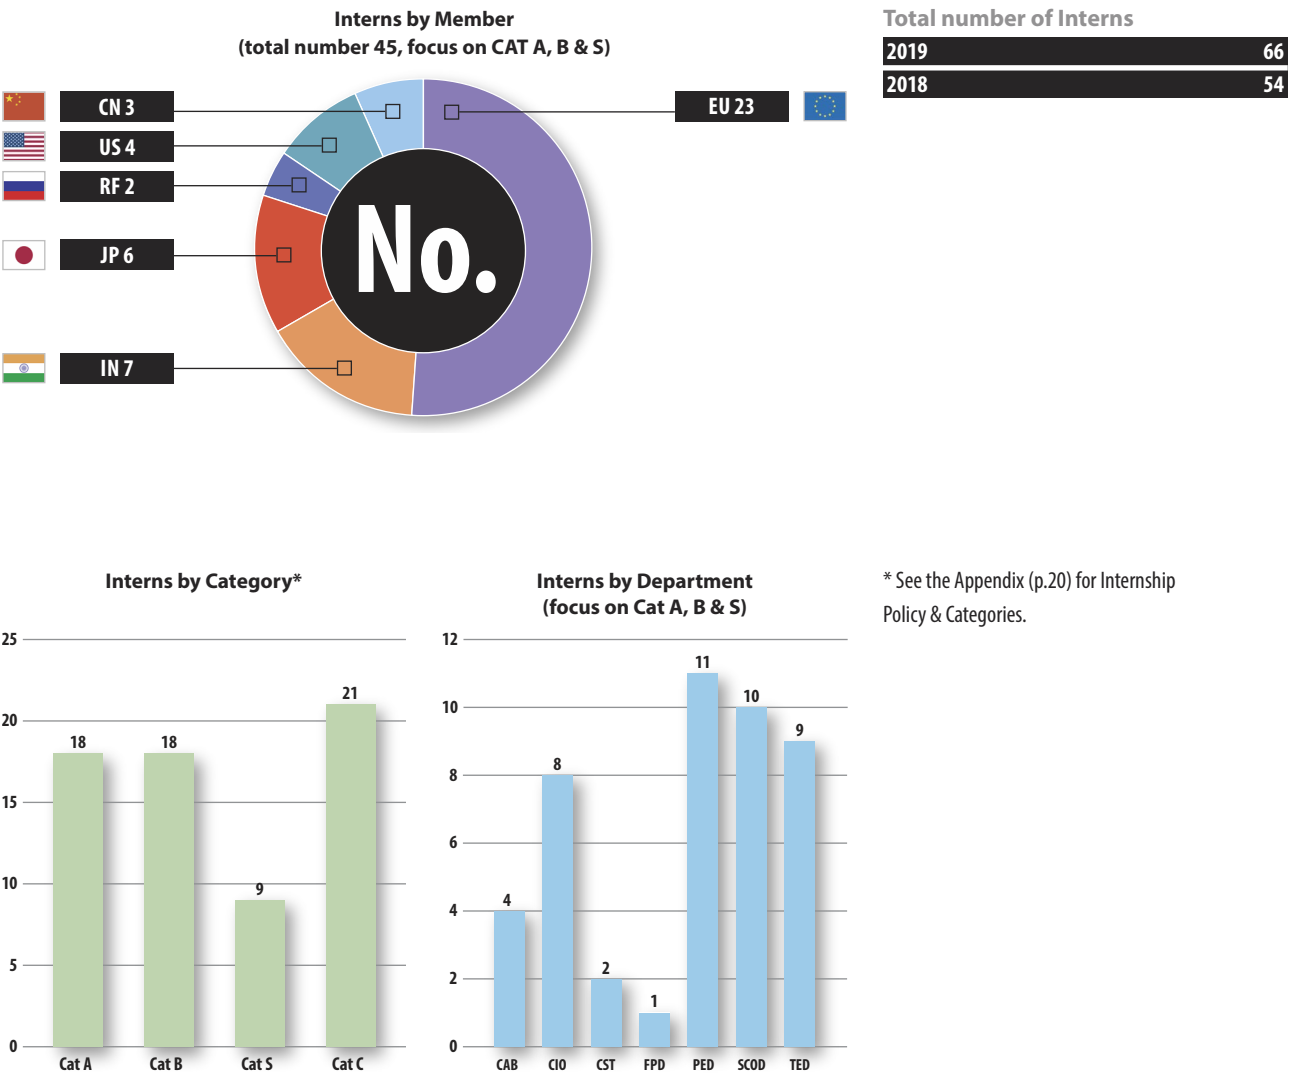 Interns by Member
(total number 45, focus on CAT A, B & S)
CN 3
US 4
RF 2
JP 6
IN 7
EU 23
No.
Total number of Interns
2019 66
2018 54
Interns by Category*
25
20
15
10
5
0
18
18
9
21
Cat A
Cat B
Cat S
Cat C
Interns by Department
(focus on Cat A, B & S)
12
10
8
6
4
2
0
4
8
2
1
11
10
9
CAB
CIO
CST
FPD
PED
SCOD
TED
* See the Appendix (p.20) for Internship
Policy & Categories.